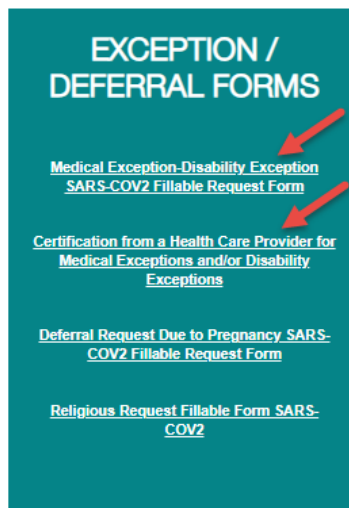 EXCEPTION /
DEFERRAL FORMS
Medical Exception-Disability Exception
SARS-COV2 Fillable Request Form
Certification from a Health Care Provider for
Medical Exceptions and/or Disability
Exceptions
Deferral Request Due to Pregnancy SARS-
COV2 Fillable Request Form
Religious Request Fillable Form SARS-
COV2